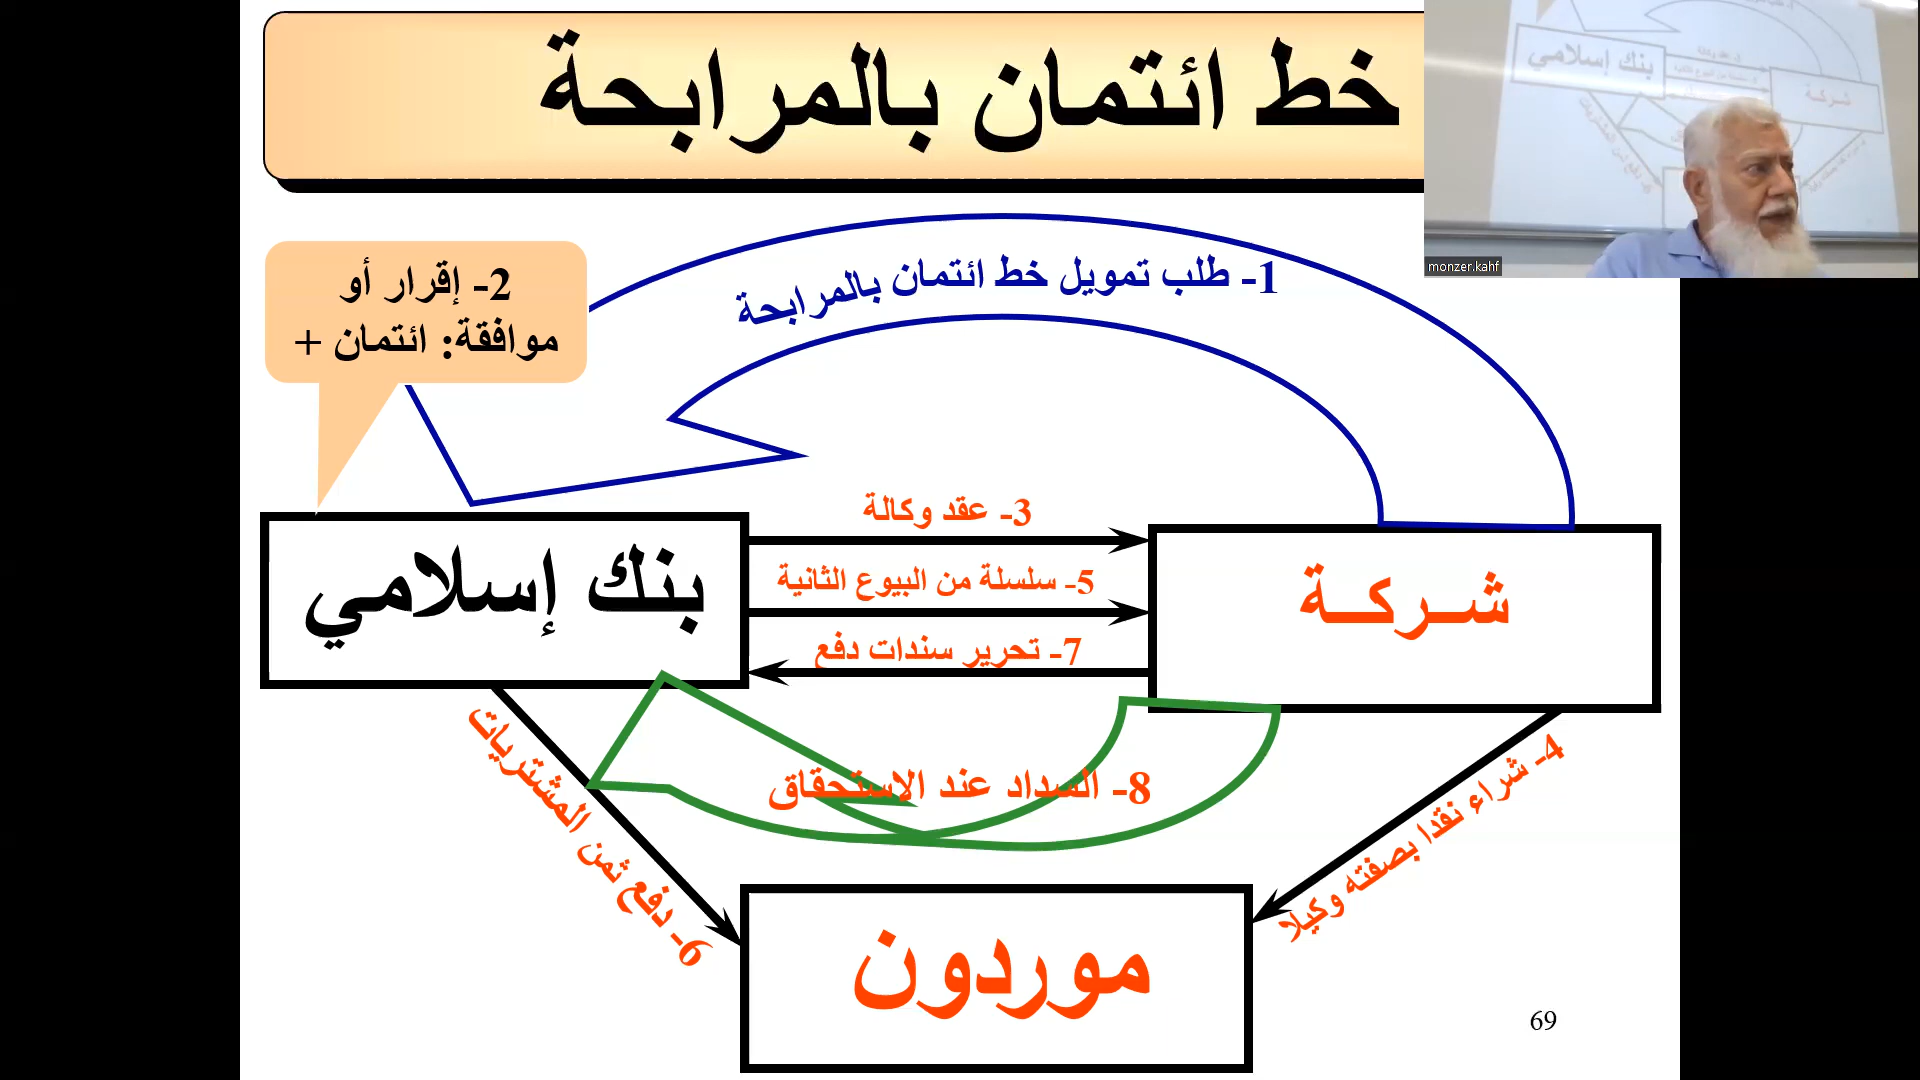 خط ائتمان بالمرابحة
monzer.kahf
1- طلب تمويل خط ائتمان بالمرابحة
2- إقرار أو
موافقة: ائتمان +
3- عقد وكالة
5- سلسلة من البيوع الثانية
7- تحرير سندات دفع
بنك إسلامي
شــركــة
4- شراء نقدا بصفته وكيلا
6- دفع ثمن المشتريات
8- السداد عند الاستحقاق
موردون
69
بنك إسلامي
شركة